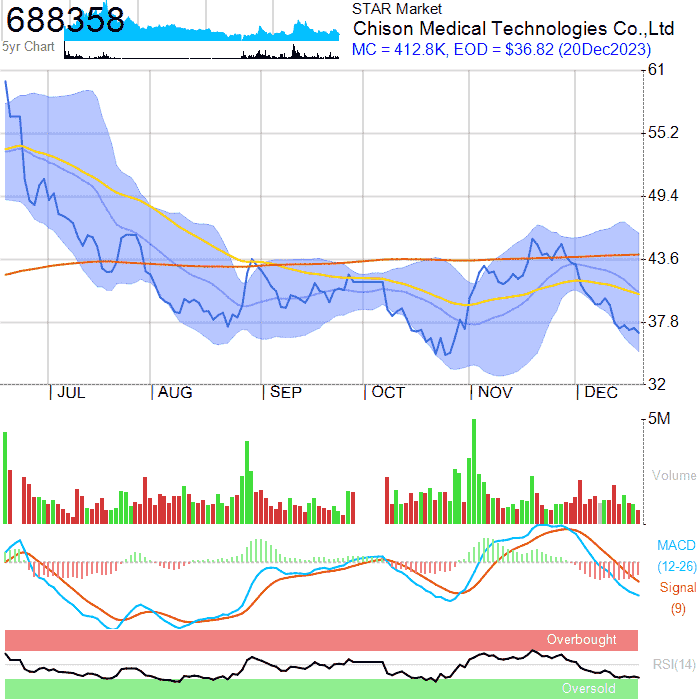 688358
5yr Chart
STAR Market
Chison Medical Technologies Co.,Ltd
MC = 412.8K, EOD = $36.82 (20Dec2023)
61
55.2
49.4
43.6
37.8
32
JUL
AUG
SEP
OCT
NOV
DEC
5M
Volume
MACD
(12-26)
Signal
(9)
Overbought
RSI(14)
Oversold